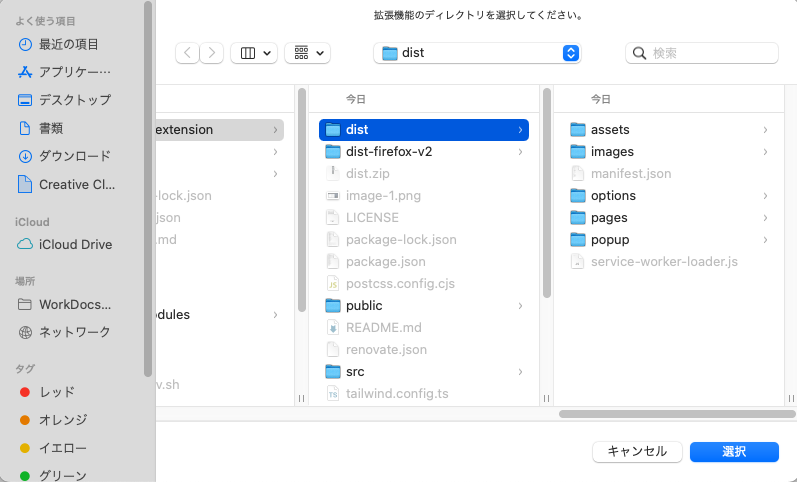 よく使う項目
最近の項目
アプリケー…
デスクトップ
書類
ダウンロード
Creative Cl...
iCloud
iCloud Drive
場所
WorkDocs...
ネットワーク
タグ
レッド
オレンジ
イエロー
グリーン
拡張機能のディレクトリを選択してください。
dist
検索
extension
-lock.json
json
.md
dules
v.sh
今日
dist
dist-firefox-v2
dist.zip
image-1.png
LICENSE
package-lock.json
package.json
postcss.config.cjs
public
README.md
renovate.json
src
tailwind.config.ts
今日
assets
images
manifest.json
options
pages
popup
service-worker-loader.js
キャンセル
選択